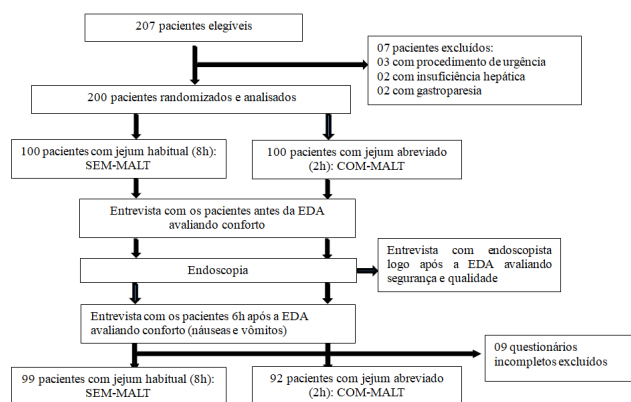 207 pacientes elegíveis
07 pacientes excluídos:
03 com procedimento de urgência
02 com insuficiência hepática
02 com gastroparesia
200 pacientes randomizados e analisados
100 pacientes com jejum habitual (8h):
SEM-MALT
100 pacientes com jejum abreviado
(2h): COM-MALT
Entrevista com os pacientes antes da EDA
avaliando conforto
Endoscopia
Entrevista com endoscopista
logo após a EDA avaliando
segurança e qualidade
Entrevista com os pacientes 6h após a EDA
avaliando conforto (náuseas e vômitos)
09 questionários
incompletos excluídos
99 pacientes com jejum habitual (8h):
SEM-MALT
92 pacientes com jejum abreviado
(2h): COM-MALT